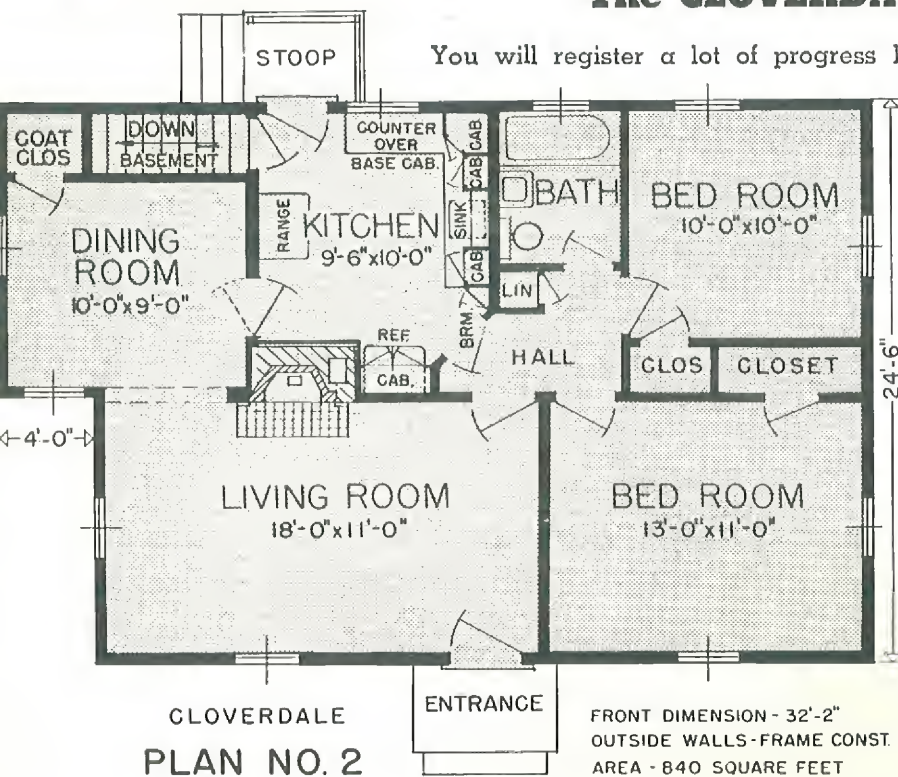 The CLOVERDA
You will register a lot of progress
STOOP
COAT
CLOS
DOWN
BASEMENT
COUNTER
OVER
BASE CAB.
CAB.
CAB.
SINK
CAB.
RANGE
KITCHEN
9'-6"x10'-0"
BATH
BED ROOM
10'-0"x10'-0"
DINING
ROOM
10'-0"x9'-0"
LIN
BRM.
REF.
CAB.
HALL
CLOS
CLOSET
24'-6"
4'-0"
LIVING ROOM
18'-0"x11'-0"
BED ROOM
13'-0"x11'-0"
ENTRANCE
CLOVERDALE
PLAN NO. 2
FRONT DIMENSION - 32'-2"
OUTSIDE WALLS - FRAME CONST.
AREA - 840 SQUARE FEET